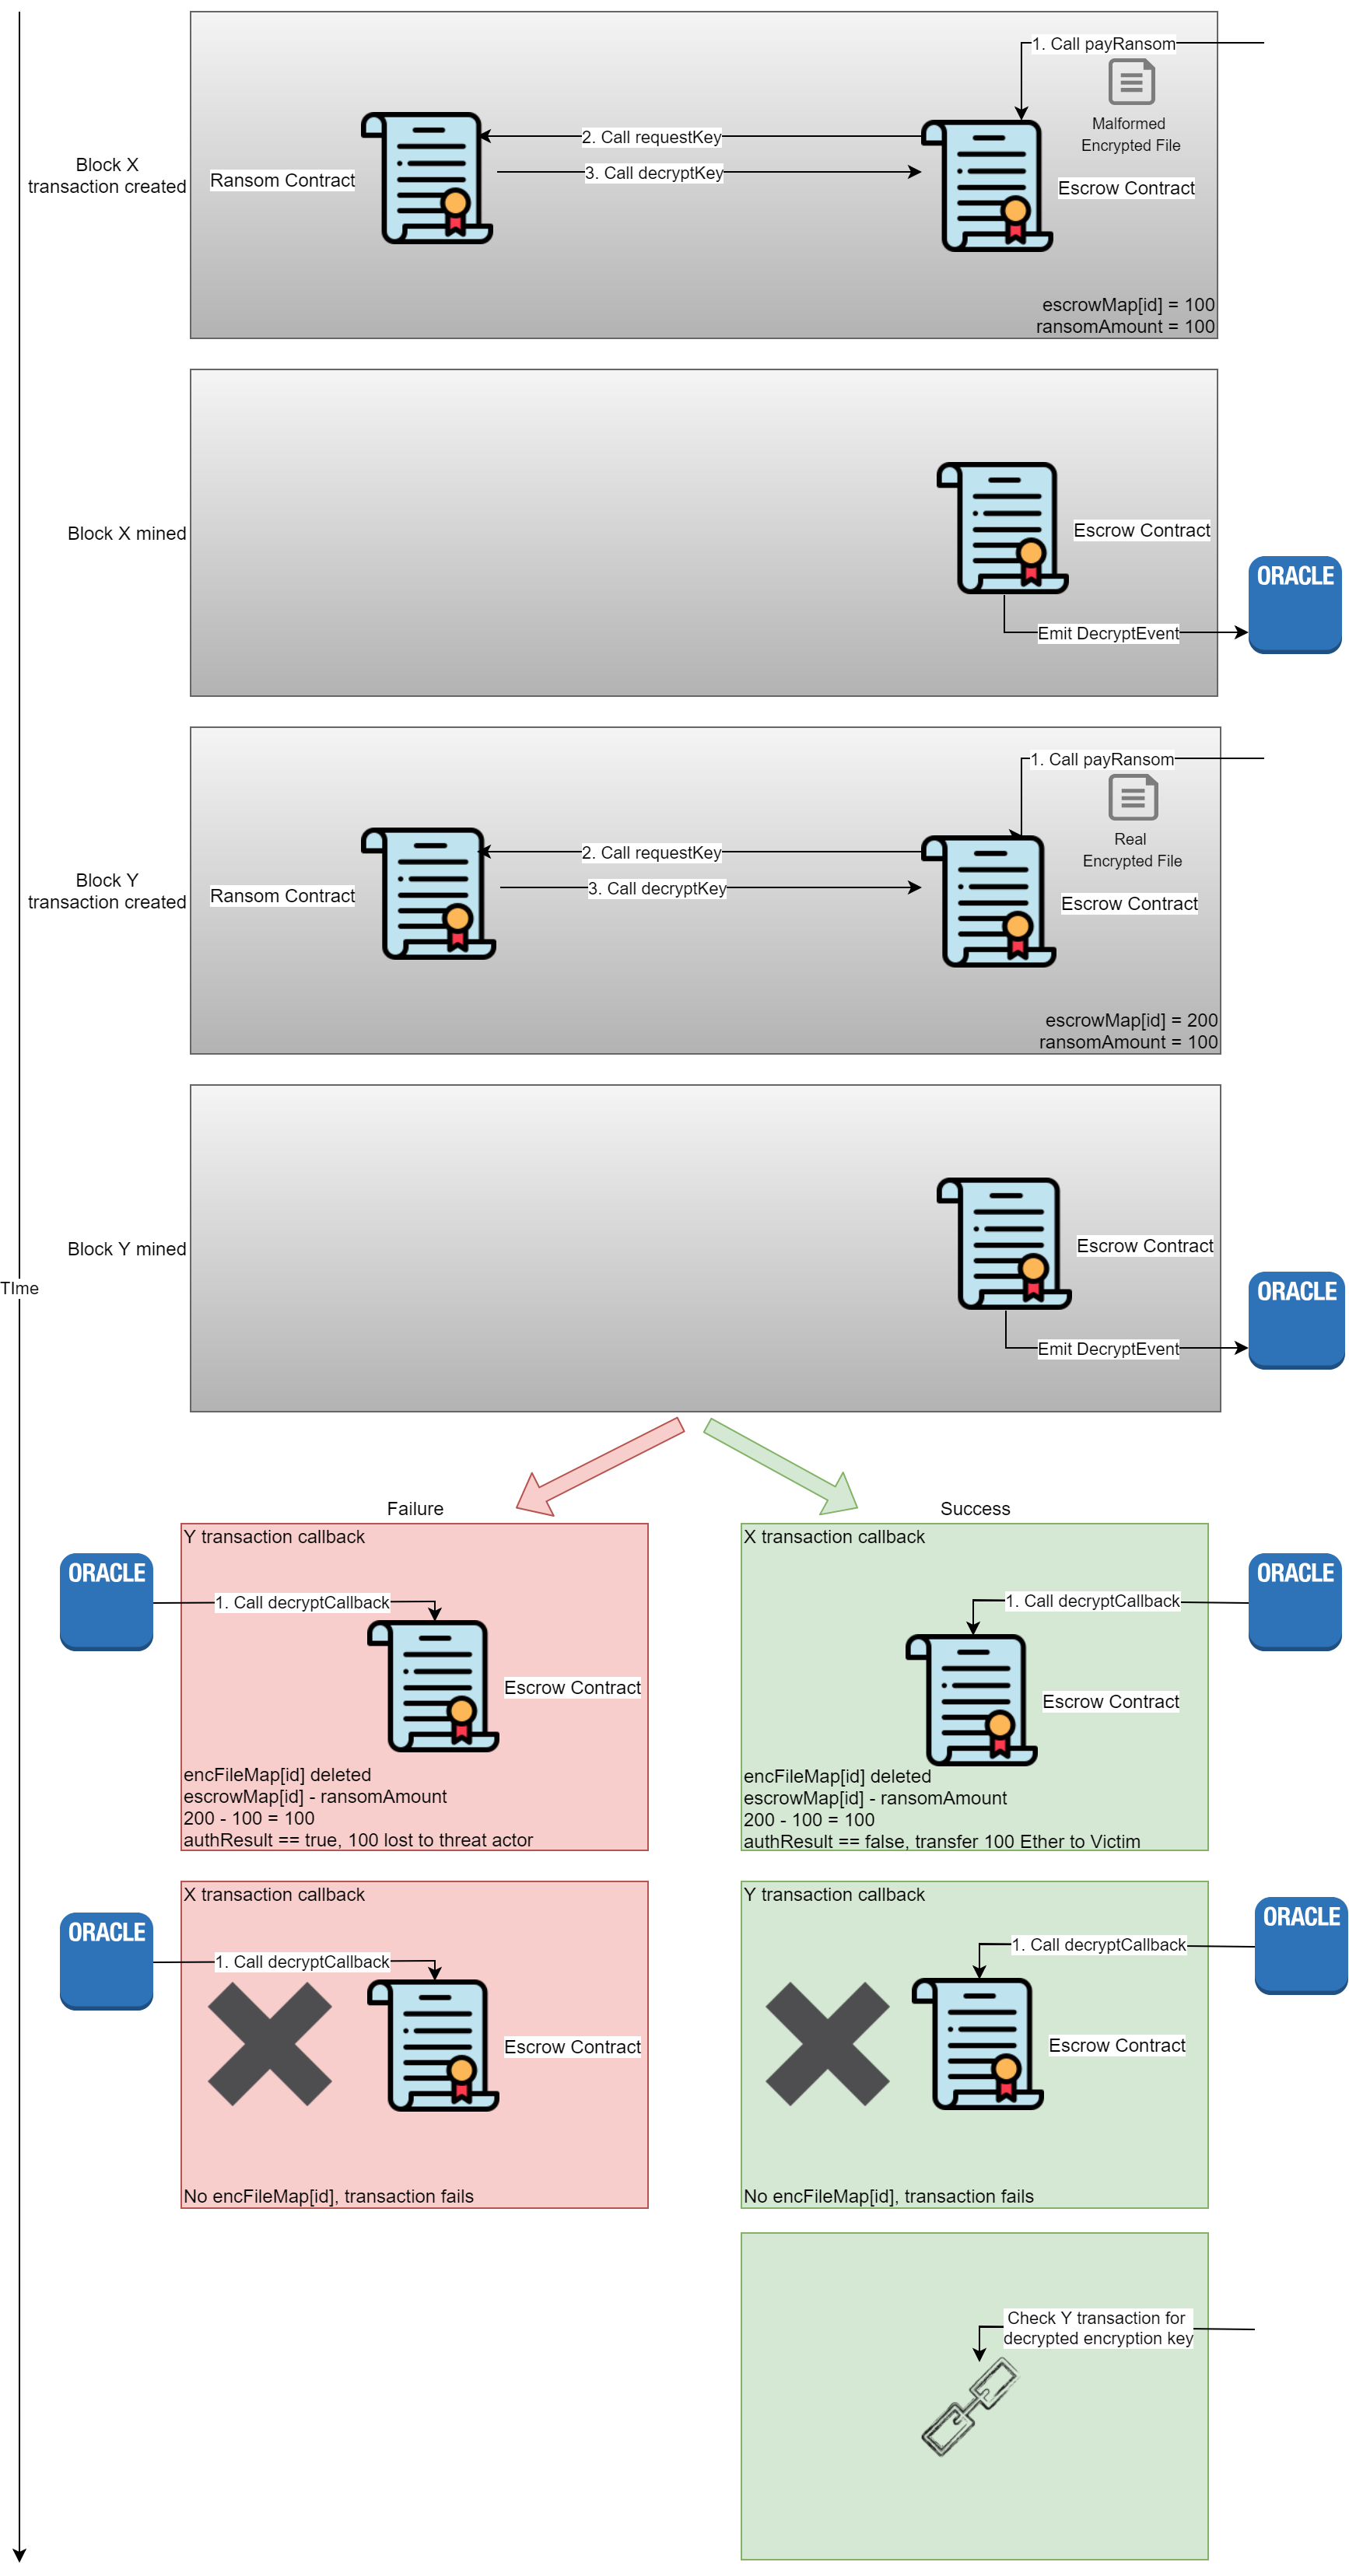 1. Call payRansom
Malformed
Encrypted File
2. Call requestKey
3. Call decryptKey
Block X
transaction created
Ransom Contract
Escrow Contract
escrowMap[id] = 100
ransomAmount = 100
Block X mined
Escrow Contract
ORACLE
Emit DecryptEvent
1. Call payRansom
Real
Encrypted File
2. Call requestKey
3. Call decryptKey
Block Y
transaction created
Ransom Contract
Escrow Contract
escrowMap[id] = 200
ransomAmount = 100
Block Y mined
Escrow Contract
TIme
ORACLE
Emit DecryptEvent
Failure
Y transaction callback
ORACLE
1. Call decryptCallback
Escrow Contract
encFileMap[id] deleted
escrowMap[id] - ransomAmount
200 - 100 = 100
authResult == true, 100 lost to threat actor
X transaction callback
ORACLE
1. Call decryptCallback
Escrow Contract
No encFileMap[id], transaction fails
Success
X transaction callback
ORACLE
1. Call decryptCallback
Escrow Contract
encFileMap[id] deleted
escrowMap[id] - ransomAmount
200 - 100 = 100
authResult == false, transfer 100 Ether to Victim
Y transaction callback
ORACLE
1. Call decryptCallback
Escrow Contract
No encFileMap[id], transaction fails
Check Y transaction for
decrypted encryption key